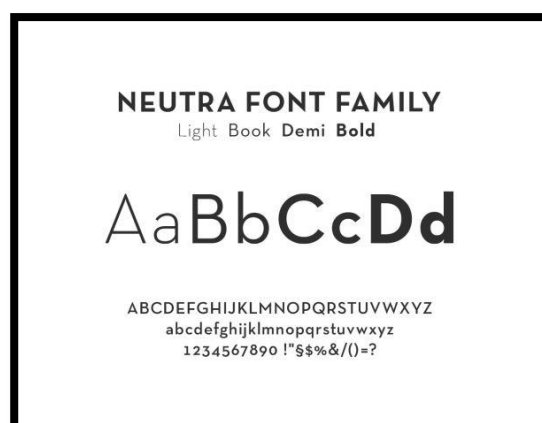 NEUTRA FONT FAMILY
Light Book Demi Bold
AaBbCcDd
ABCDEFGHIJKLMNOPQRSTUVWXYZ
abcdefghijklmnopqrstuvwxyz
1234567890 !"§$%&/()=?